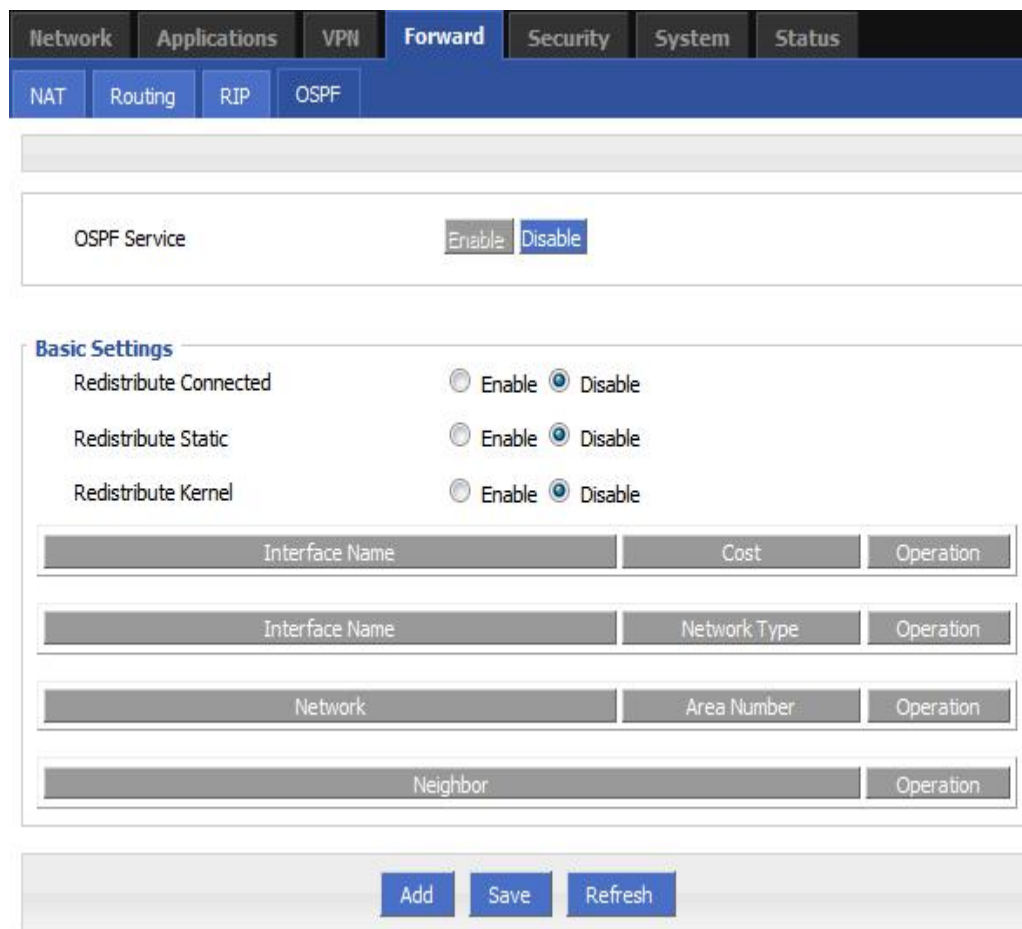 Network Applications VPN Forward Security System Status
NAT Routing RIP OSPF
OSPF Service Enable Disable
Basic Settings
Redistribute Connected Enable Disable
Redistribute Static Enable Disable
Redistribute Kernel Enable Disable
Interface Name Cost Operation
Interface Name Network Type Operation
Network Area Number Operation
Neighbor Operation
Add Save Refresh